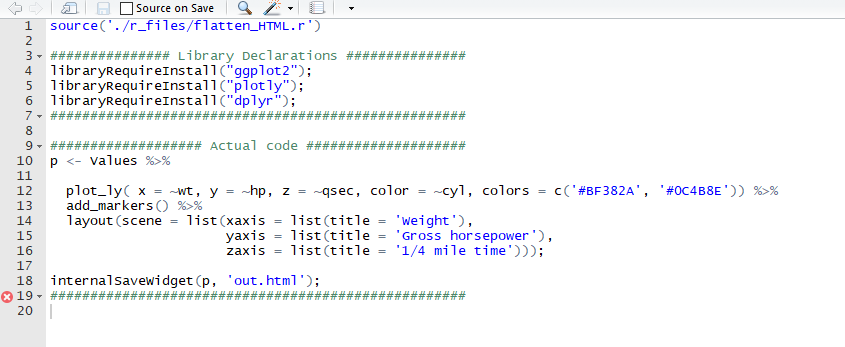 Source on Save
1 source('./r_files/flatten_HTML.r')
2
3 ############### Library Declarations ###############
4 libraryRequireInstall("ggplot2");
5 libraryRequireInstall("plotly");
6 libraryRequireInstall("dplyr");
7 ####################################################
8
9 ################### Actual code ####################
10 p <- Values %>%
11
12 plot_ly( x = ~wt, y = ~hp, z = ~qsec, color = ~cyl, colors = c('#BF382A', '#0C4B8E')) %>%
13 add_markers() %>%
14 layout(scene = list(xaxis = list(title = 'Weight'),
15 yaxis = list(title = 'Gross horsepower'),
16 zaxis = list(title = '1/4 mile time')));
17
18 internalSaveWidget(p, 'out.html');
19 ####################################################
20